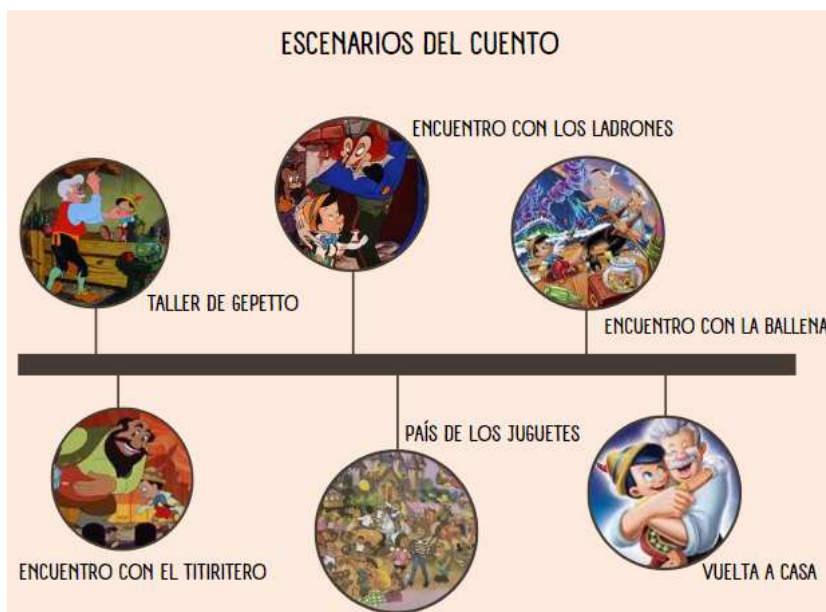 ESCENARIOS DEL CUENTO
ENCUENTRO CON LOS LADRONES
TALLER DE GEPETTO
ENCUENTRO CON LA BALLENA
PAÍS DE LOS JUGUETES
ENCUENTRO CON EL TITIRITERO
VUELTA A CASA